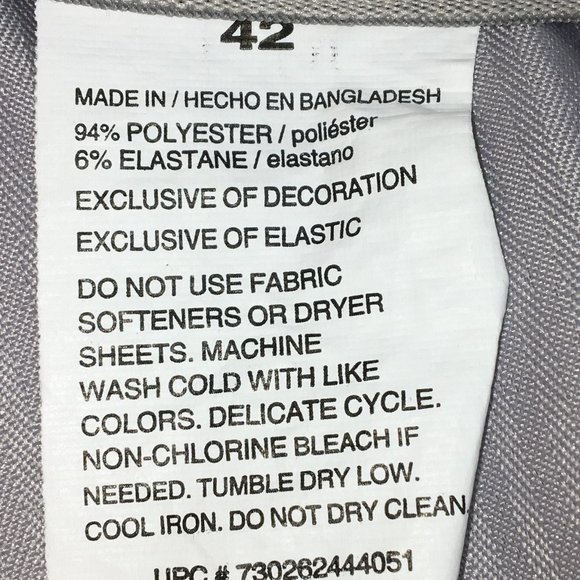 42
MADE IN / HECHO EN BANGLADESH
94% POLYESTER / poliéster
6% ELASTANE / elastano
EXCLUSIVE OF DECORATION
EXCLUSIVE OF ELASTIC
DO NOT USE FABRIC
SOFTENERS OR DRYER
SHEETS. MACHINE
WASH COLD WITH LIKE
COLORS. DELICATE CYCLE.
NON-CHLORINE BLEACH IF
NEEDED. TUMBLE DRY LOW.
COOL IRON. DO NOT DRY CLEAN
UPC # 730262444051